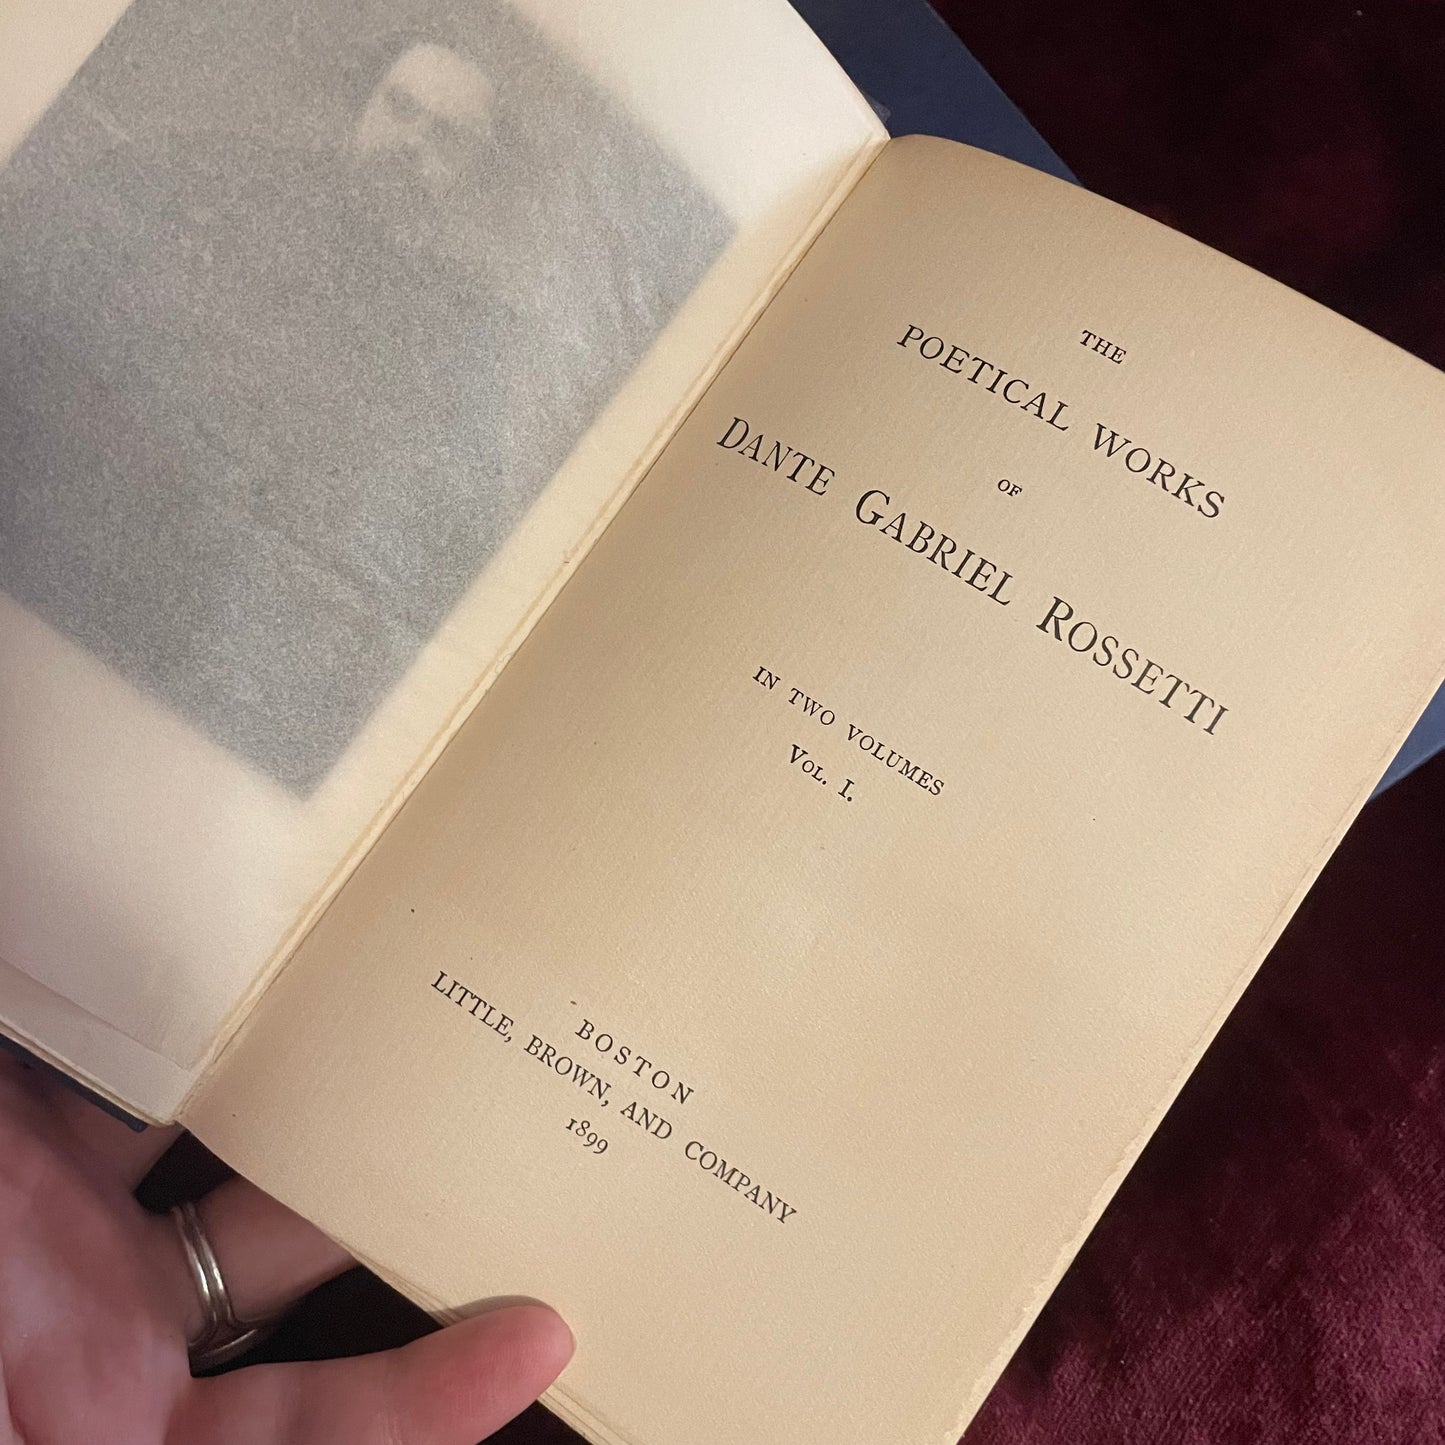 THE
POETICAL WORKS
OF
DANTE GABRIEL ROSSETTI
IN TWO VOLUMES
VOL. I.
BOSTON
LITTLE, BROWN, AND COMPANY
1899